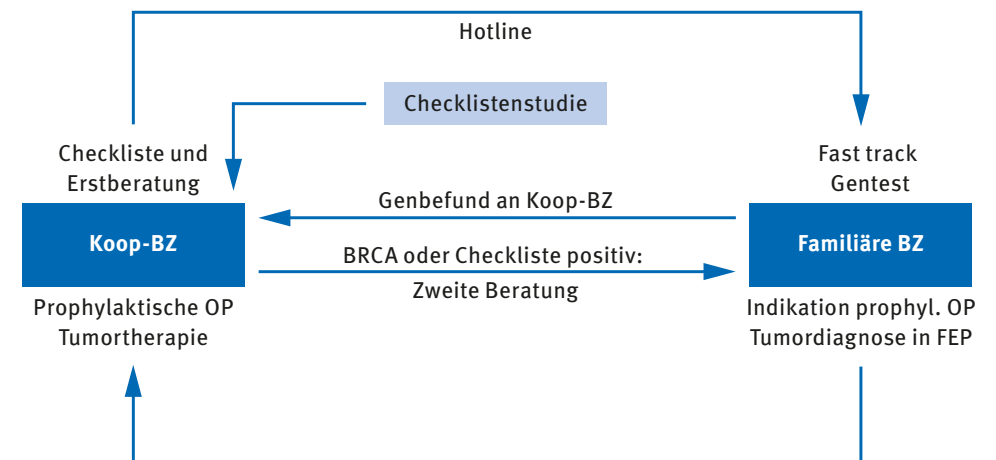 Hotline
Checklistenstudie
Checkliste und
Erstberatung
Fast track
Gentest
Genbefund an Koop-BZ
Koop-BZ
Familiäre BZ
BRCA oder Checkliste positiv:
Zweite Beratung
Prophylaktische OP
Tumortherapie
Indikation prophyl. OP
Tumordiagnose in FEP